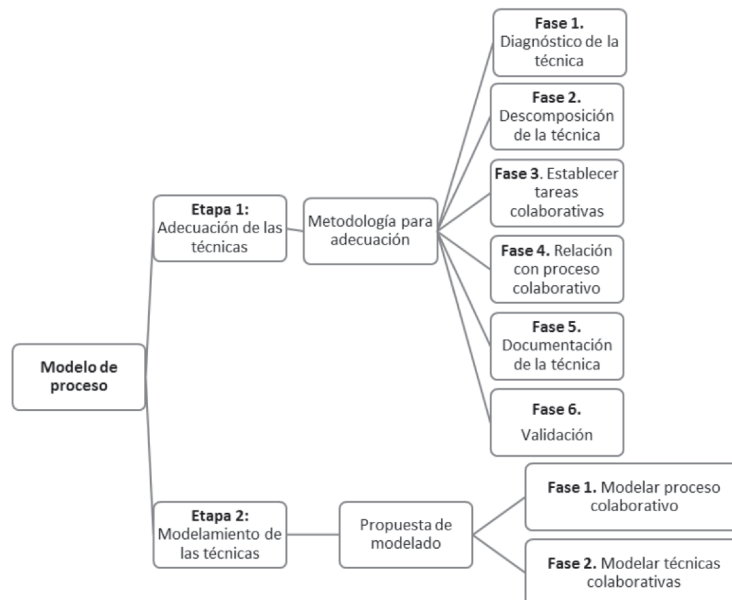 Modelo de
proceso
Etapa 1:
Adecuación de las
técnicas
Metodología para
adecuación
Fase 1.
Diagnóstico de la
técnica
Fase 2.
Descomposición
de la técnica
Fase 3. Establecer
tareas
colaborativas
Fase 4. Relación
con proceso
colaborativo
Fase 5.
Documentación
de la técnica
Fase 6.
Validación
Etapa 2:
Modelamiento de
las técnicas
Propuesta de
modelado
Fase 1. Modelar proceso
colaborativo
Fase 2. Modelar técnicas
colaborativas